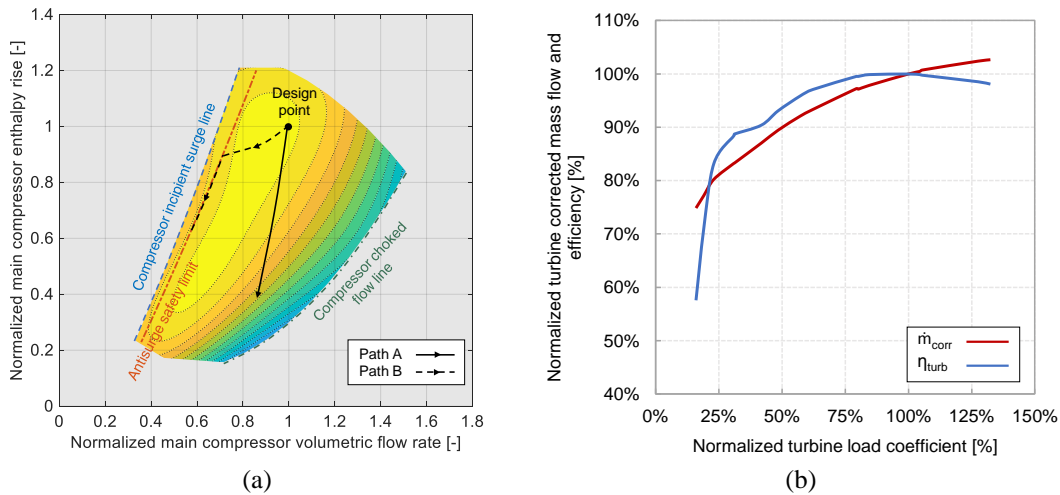 1.4
1.2
1
0.8
0.6
0.4
0.2
0
Normalized main compressor enthalpy rise [-]
Compressor incipient surge line
Antisurge safety limit
Design
point
Compressor choked
flow line
Path A
Path B
0 0.2 0.4 0.6 0.8 1 1.2 1.4 1.6 1.8
Normalized main compressor volumetric flow rate [-]
(a)
110%
100%
90%
80%
70%
60%
50%
40%
Normalized turbine corrected mass flow and
efficiency [%]
ṁcorr
ηturb
0% 25% 50% 75% 100% 125% 150%
Normalized turbine load coefficient [%]
(b)